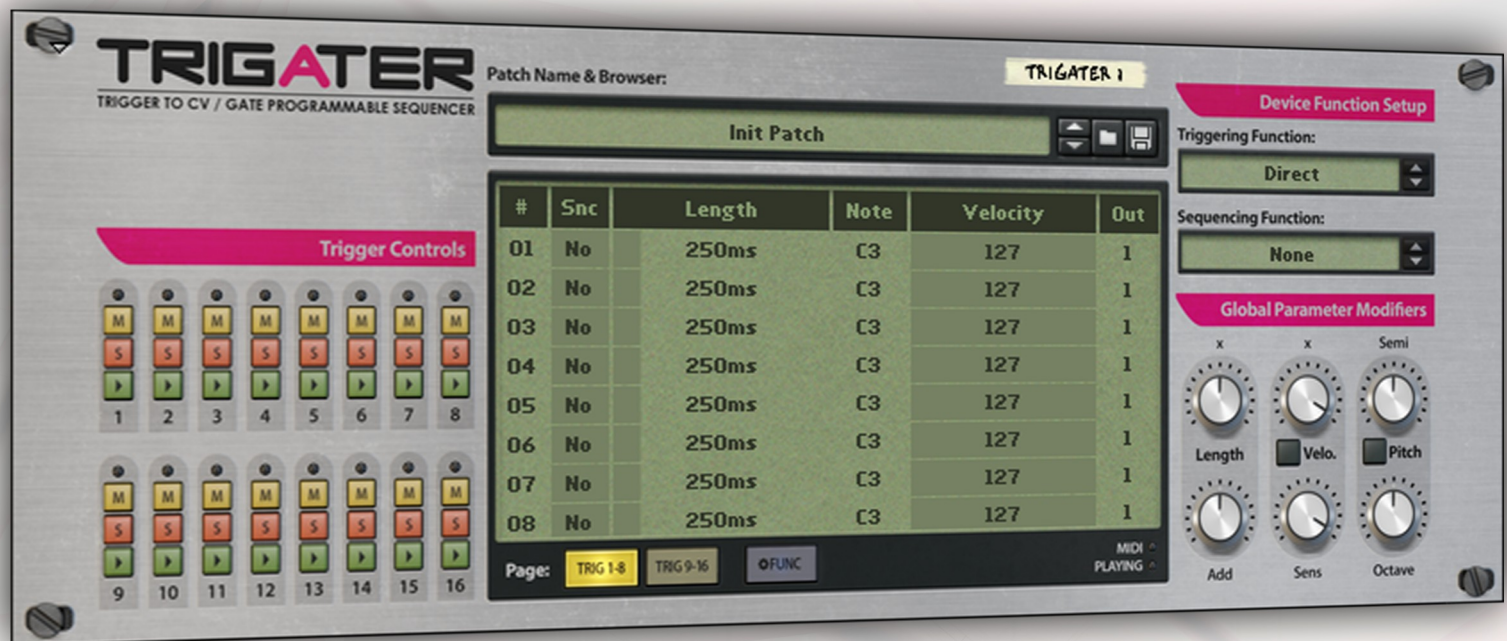 TRIGATER
TRIGGER TO CV / GATE PROGRAMMABLE SEQUENCER
Patch Name & Browser:
TRIGATER 1
Init Patch
Device Function Setup
Triggering Function:
Direct
Sequencing Function:
None
Trigger Controls
M M M M M M M M
S S S S S S S S
1 2 3 4 5 6 7 8
M M M M M M M M
S S S S S S S S
9 10 11 12 13 14 15 16
# Snc Length Note Velocity Out
01 No 250ms C3 127 1
02 No 250ms C3 127 1
03 No 250ms C3 127 1
04 No 250ms C3 127 1
05 No 250ms C3 127 1
06 No 250ms C3 127 1
07 No 250ms C3 127 1
08 No 250ms C3 127 1
Page: TRIG 1-8 TRIG 9-16 FUNC
MIDI
PLAYING
Global Parameter Modifiers
x x Semi
Length Velo. Pitch
Add Sens Octave